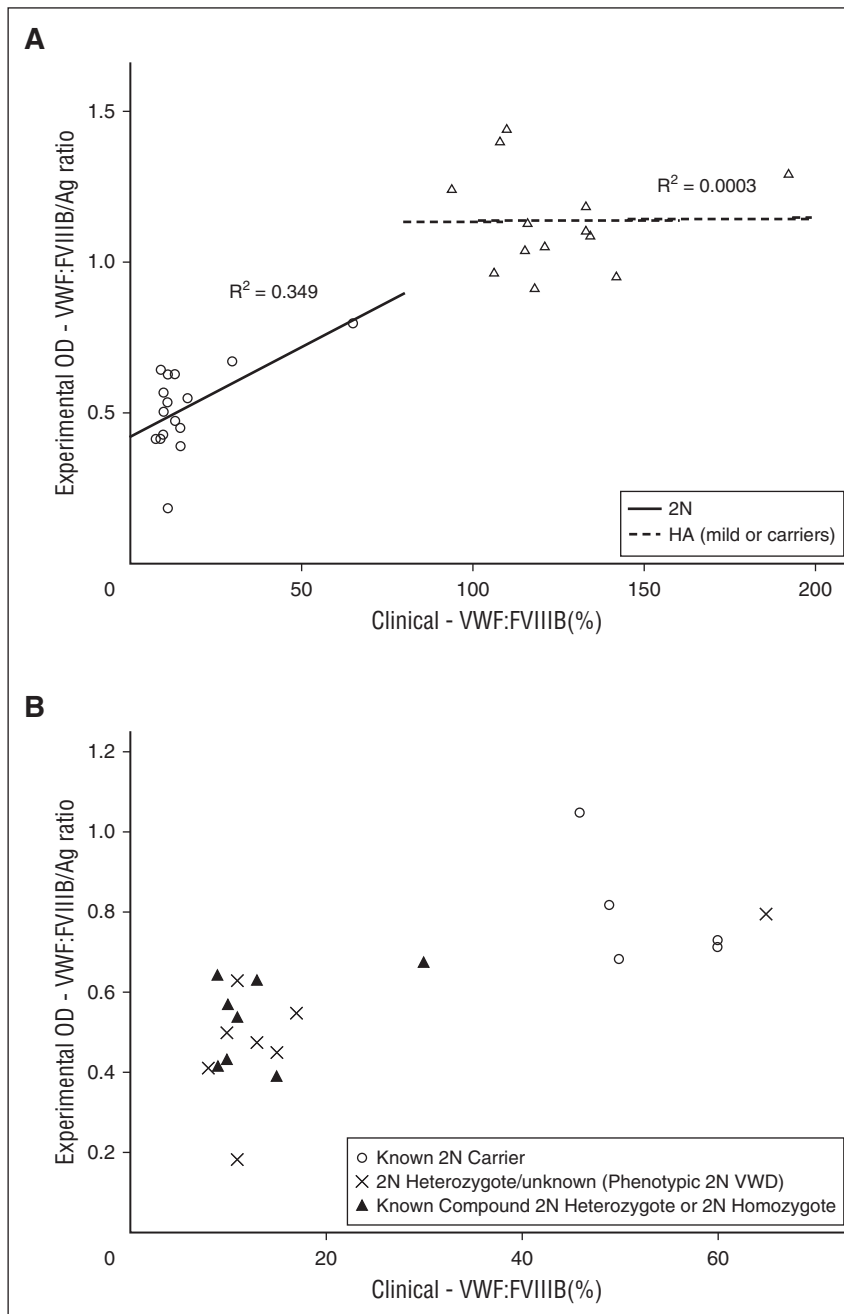 A
Experimental OD - VWF:FVIIIB/Ag ratio
1.5
1.0
0.5
0
50
100
150
200
R² = 0.349
R² = 0.0003
2N
HA (mild or carriers)
Clinical - VWF:FVIIIB(%)
B
Experimental OD - VWF:FVIIIB/Ag ratio
1.2
1.0
0.8
0.6
0.4
0.2
0
20
40
60
Known 2N Carrier
2N Heterozygote/unknown (Phenotypic 2N VWD)
Known Compound 2N Heterozygote or 2N Homozygote
Clinical - VWF:FVIIIB(%)